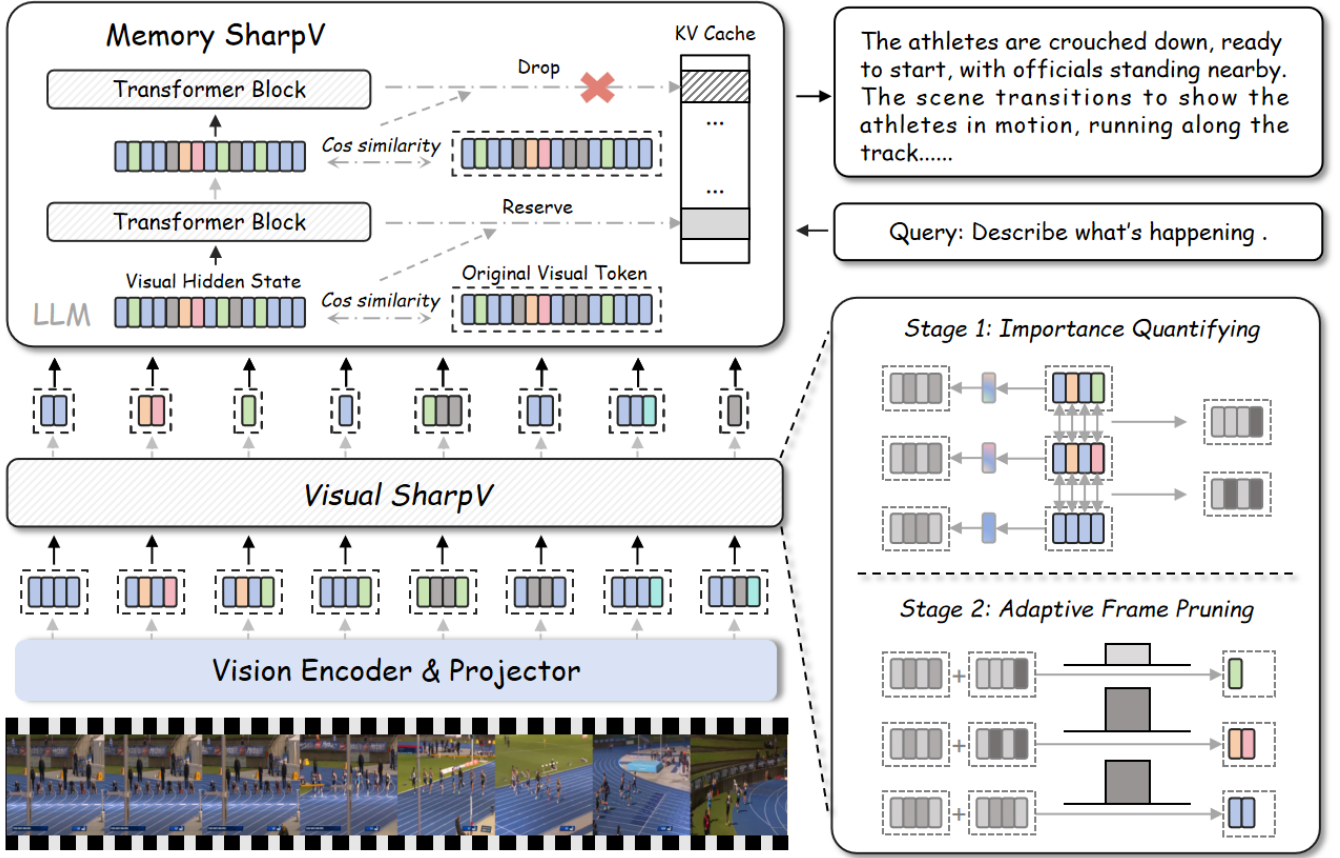 Memory SharpV
KV Cache
Transformer Block
Drop
...
Cos similarity
...
Transformer Block
Reserve
Visual Hidden State
Original Visual Token
Cos similarity
LLM
The athletes are crouched down, ready
to start, with officials standing nearby.
The scene transitions to show the
athletes in motion, running along the
track......
Query: Describe what's happening .
Visual SharpV
Vision Encoder & Projector
Stage 1: Importance Quantifying
Stage 2: Adaptive Frame Pruning
+
+
+